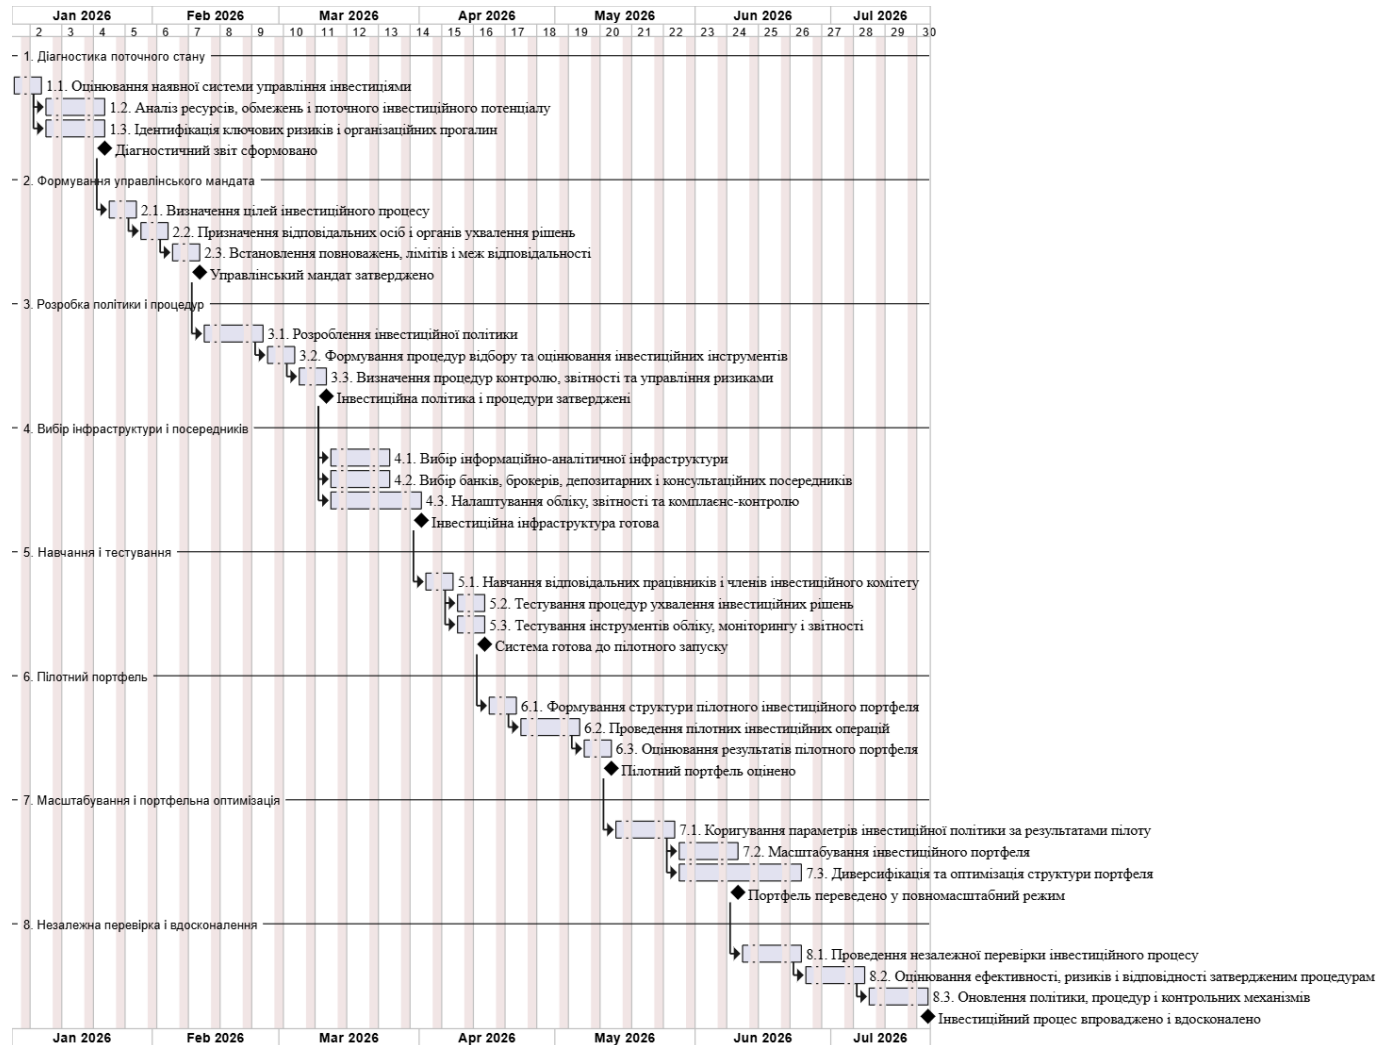 Jan 2026 Feb 2026 Mar 2026 Apr 2026 May 2026 Jun 2026 Jul 2026
2 3 4 5 6 7 8 9 10 11 12 13 14 15 16 17 18 19 20 21 22 23 24 25 26 27 28 29 30
1. Діагностика поточного стану
1.1. Оцінювання наявної системи управління інвестиціями
1.2. Аналіз ресурсів, обмежень і поточного інвестиційного потенціалу
1.3. Ідентифікація ключових ризиків і організаційних прогалин
Діагностичний звіт сформовано
2. Формування управлінського мандата
2.1. Визначення цілей інвестиційного процесу
2.2. Призначення відповідальних осіб і органів ухвалення рішень
2.3. Встановлення повноважень, лімітів і меж відповідальності
Управлінський мандат затверджено
3. Розробка політики і процедур
3.1. Розроблення інвестиційної політики
3.2. Формування процедур відбору та оцінювання інвестиційних інструментів
3.3. Визначення процедур контролю, звітності та управління ризиками
Інвестиційна політика і процедури затверджені
4. Вибір інфраструктури і посередників
4.1. Вибір інформаційно-аналітичної інфраструктури
4.2. Вибір банків, брокерів, депозитарних і консультаційних посередників
4.3. Налаштування обліку, звітності та комплаєнс-контролю
Інвестиційна інфраструктура готова
5. Навчання і тестування
5.1. Навчання відповідальних працівників і членів інвестиційного комітету
5.2. Тестування процедур ухвалення інвестиційних рішень
5.3. Тестування інструментів обліку, моніторингу і звітності
Система готова до пілотного запуску
6. Пілотний портфель
6.1. Формування структури пілотного інвестиційного портфеля
6.2. Проведення пілотних інвестиційних операцій
6.3. Оцінювання результатів пілотного портфеля
Пілотний портфель оцінено
7. Масштабування і портфельна оптимізація
7.1. Коригування параметрів інвестиційної політики за результатами пілоту
7.2. Масштабування інвестиційного портфеля
7.3. Диверсифікація та оптимізація структури портфеля
Портфель переведено у повномасштабний режим
8. Незалежна перевірка і вдосконалення
8.1. Проведення незалежної перевірки інвестиційного процесу
8.2. Оцінювання ефективності, ризиків і відповідності затвердженим процедурам
8.3. Оновлення політики, процедур і контрольних механізмів
Інвестиційний процес впроваджено і вдосконалено
Jan 2026 Feb 2026 Mar 2026 Apr 2026 May 2026 Jun 2026 Jul 2026